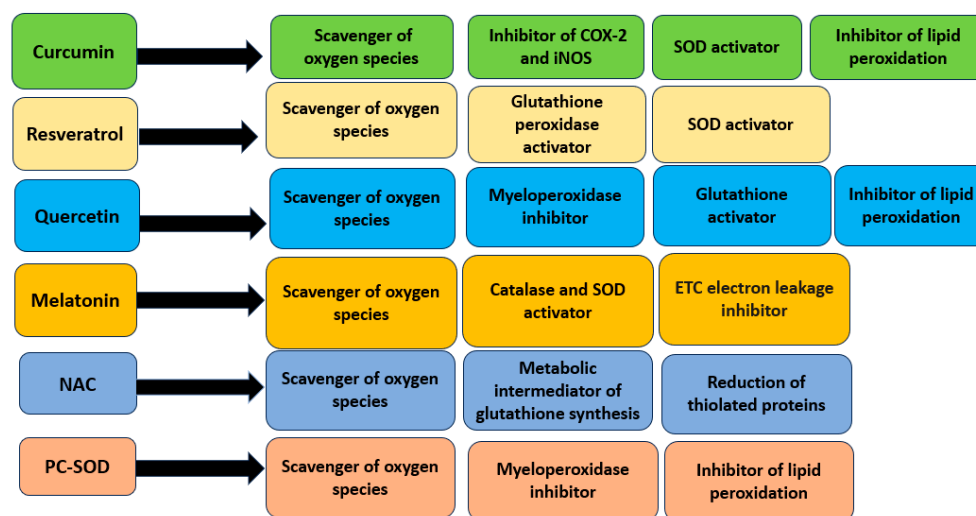 Curcumin
Scavenger of
oxygen species
Inhibitor of COX-2
and iNOS
SOD activator
Inhibitor of lipid
peroxidation
Resveratrol
Scavenger of oxygen
species
Glutathione
peroxidase
activator
SOD activator
Quercetin
Scavenger of oxygen
species
Myeloperoxidase
inhibitor
Glutathione
activator
Inhibitor of lipid
peroxidation
Melatonin
Scavenger of oxygen
species
Catalase and SOD
activator
ETC electron leakage
inhibitor
NAC
Scavenger of oxygen
species
Metabolic
intermediator of
glutathione synthesis
Reduction of
thiolated proteins
PC-SOD
Scavenger of oxygen
species
Myeloperoxidase
inhibitor
Inhibitor of lipid
peroxidation